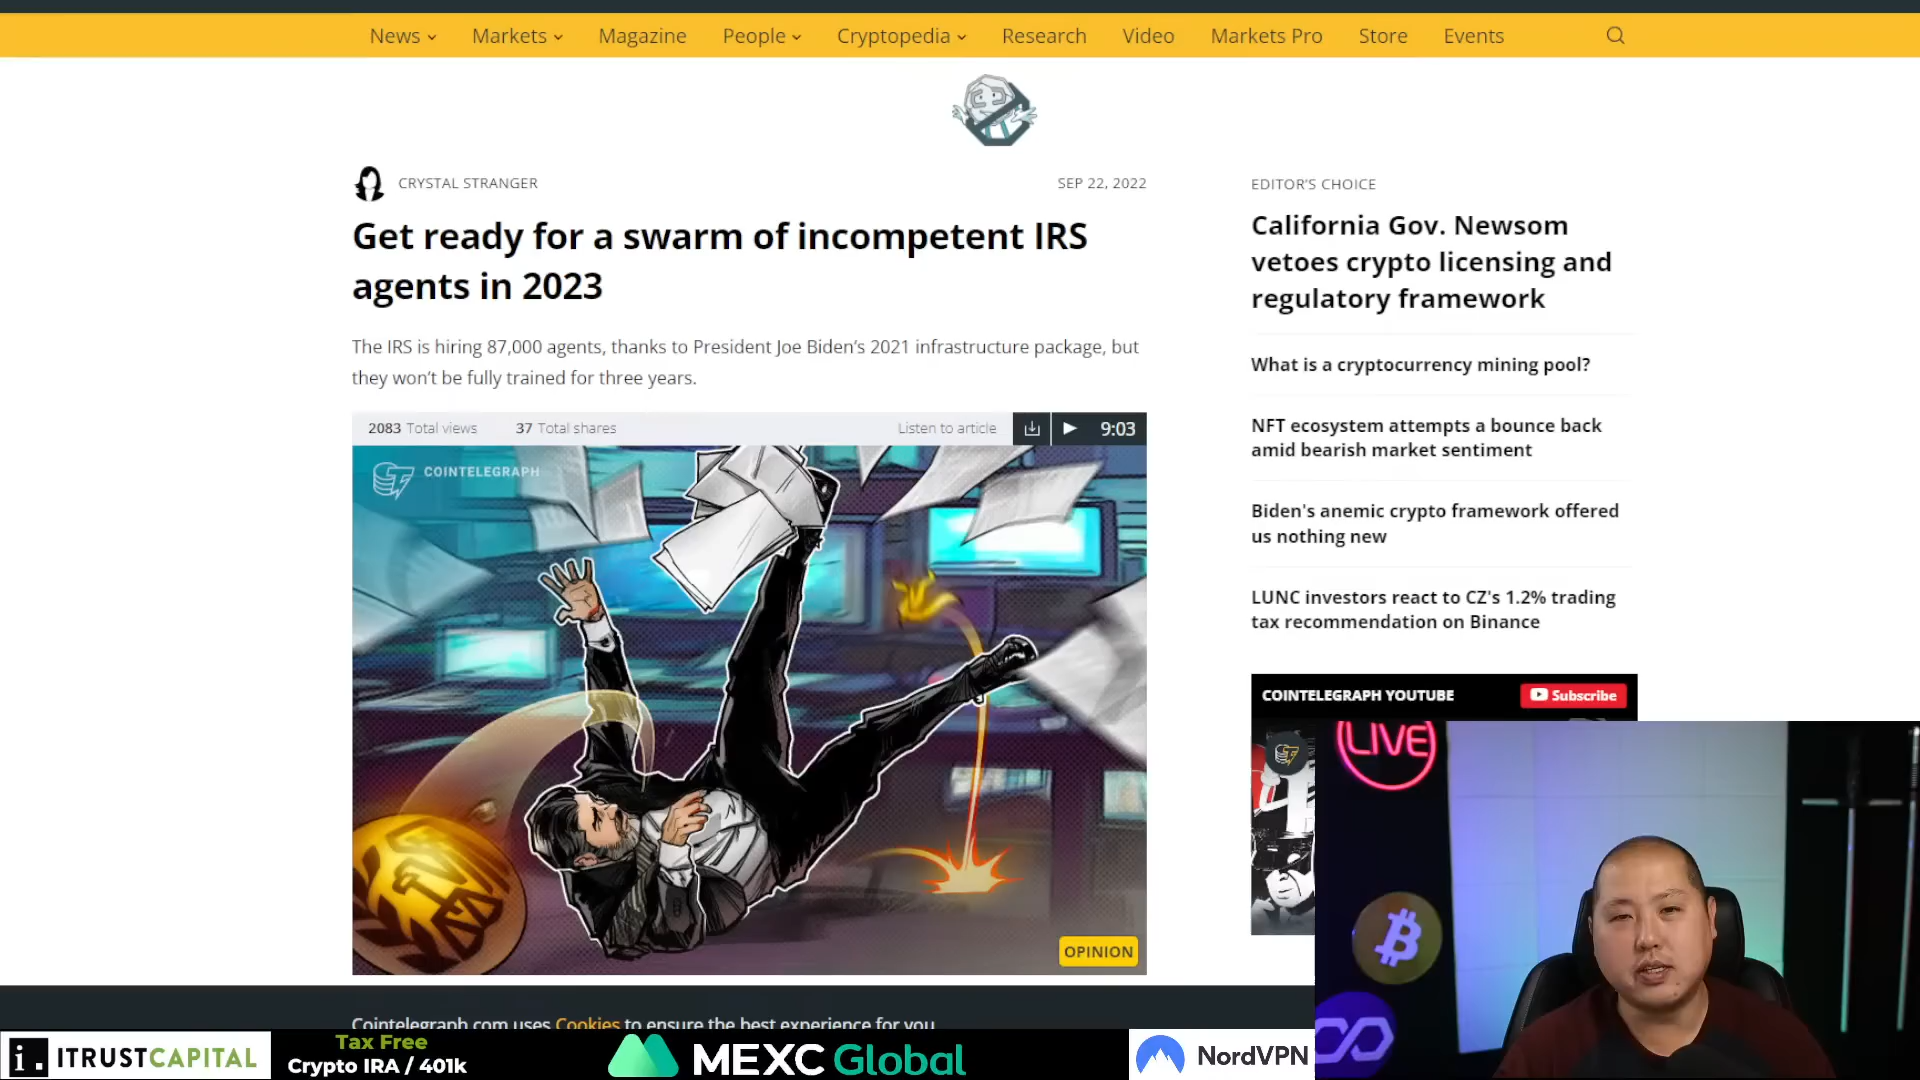 News Markets Magazine People Cryptopedia Research Video Markets Pro Store Events
CRYSTAL STRANGER
SEP 22, 2022
Get ready for a swarm of incompetent IRS
agents in 2023
The IRS is hiring 87,000 agents, thanks to President Joe Biden’s 2021 infrastructure package, but
they won’t be fully trained for three years.
2083 Total views 37 Total shares Listen to article 9:03
COINTELEGRAPH
OPINION
EDITOR’S CHOICE
California Gov. Newsom
vetoes crypto licensing and
regulatory framework
What is a cryptocurrency mining pool?
NFT ecosystem attempts a bounce back
amid bearish market sentiment
Biden's anemic crypto framework offered
us nothing new
LUNC investors react to CZ's 1.2% trading
tax recommendation on Binance
COINTELEGRAPH YOUTUBE Subscribe
LIVE
Cointelegraph.com uses Cookies to ensure the best experience for you
i. ITRUSTCAPITAL
Tax Free
Crypto IRA / 401k
MEXC Global
NordVPN